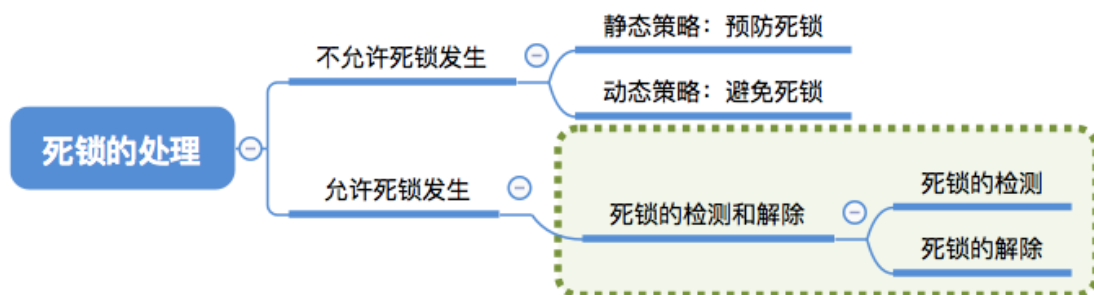 死锁的处理
不允许死锁发生
静态策略：预防死锁
动态策略：避免死锁
允许死锁发生
死锁的检测和解除
死锁的检测
死锁的解除